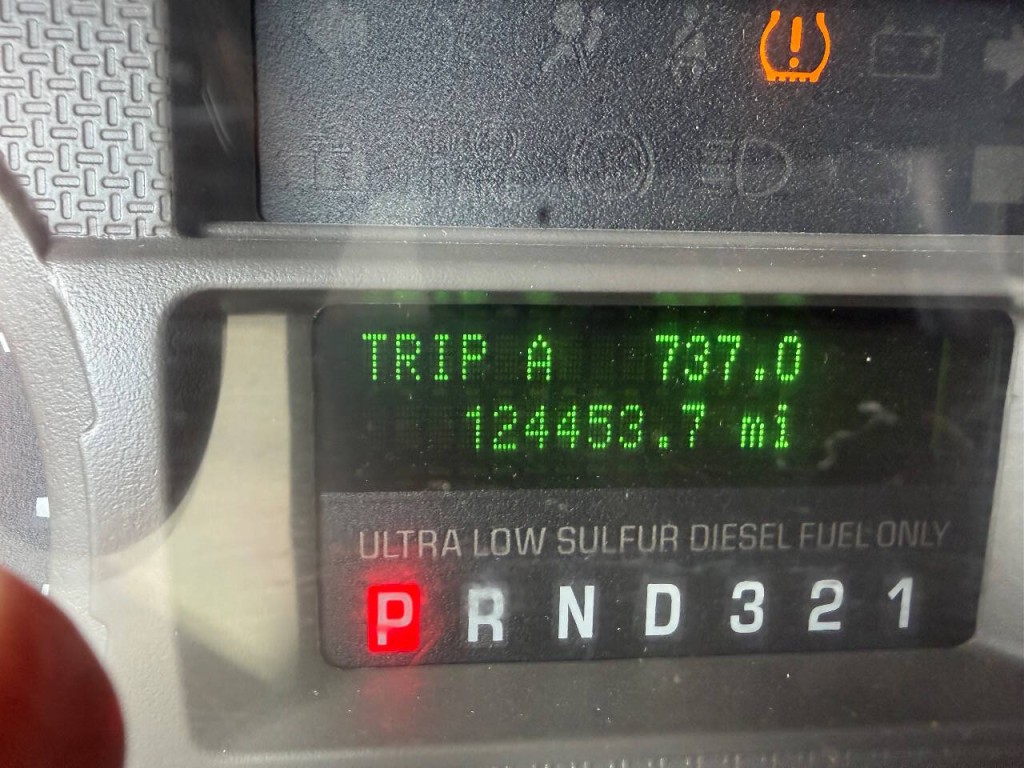 TRIP A 737.0
124453.7 mi
ULTRA LOW SULFUR DIESEL FUEL ONLY
P R N D 3 2 1